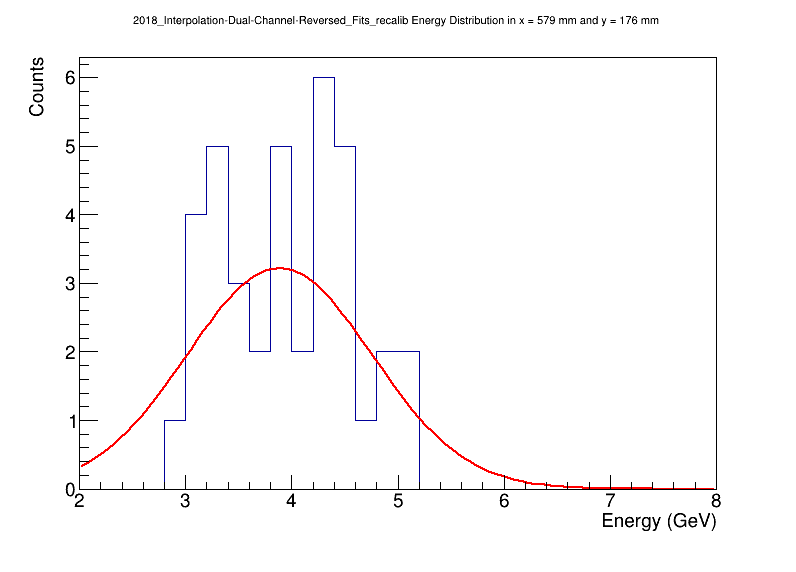 2018_Interpolation-Dual-Channel-Reversed_Fits_recalib Energy Distribution in x = 579 mm and y = 176 mm
Counts
6
5
4
3
2
1
0
2 3 4 5 6 7 8
Energy (GeV)